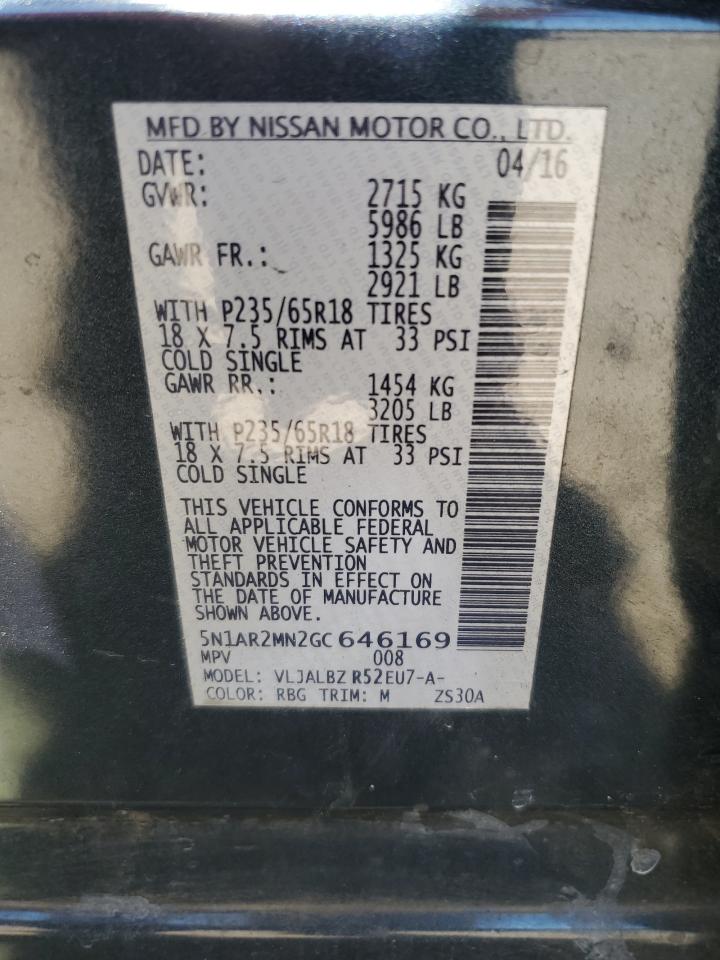 MFD BY NISSAN MOTOR CO., LTD.
DATE: 04/16
GVWR: 2715 KG
5986 LB
GAWR FR.: 1325 KG
2921 LB
WITH P235/65R18 TIRES
18 X 7.5 RIMS AT 33 PSI
COLD SINGLE
GAWR RR.: 1454 KG
3205 LB
WITH P235/65R18 TIRES
18 X 7.5 RIMS AT 33 PSI
COLD SINGLE
THIS VEHICLE CONFORMS TO
ALL APPLICABLE FEDERAL
MOTOR VEHICLE SAFETY AND
THEFT PREVENTION
STANDARDS IN EFFECT ON
THE DATE OF MANUFACTURE
SHOWN ABOVE.
5N1AR2MN2GC646169
MPV 008
MODEL: VLJALBZ R52EU7-A-
COLOR: RBG TRIM: M ZS30A